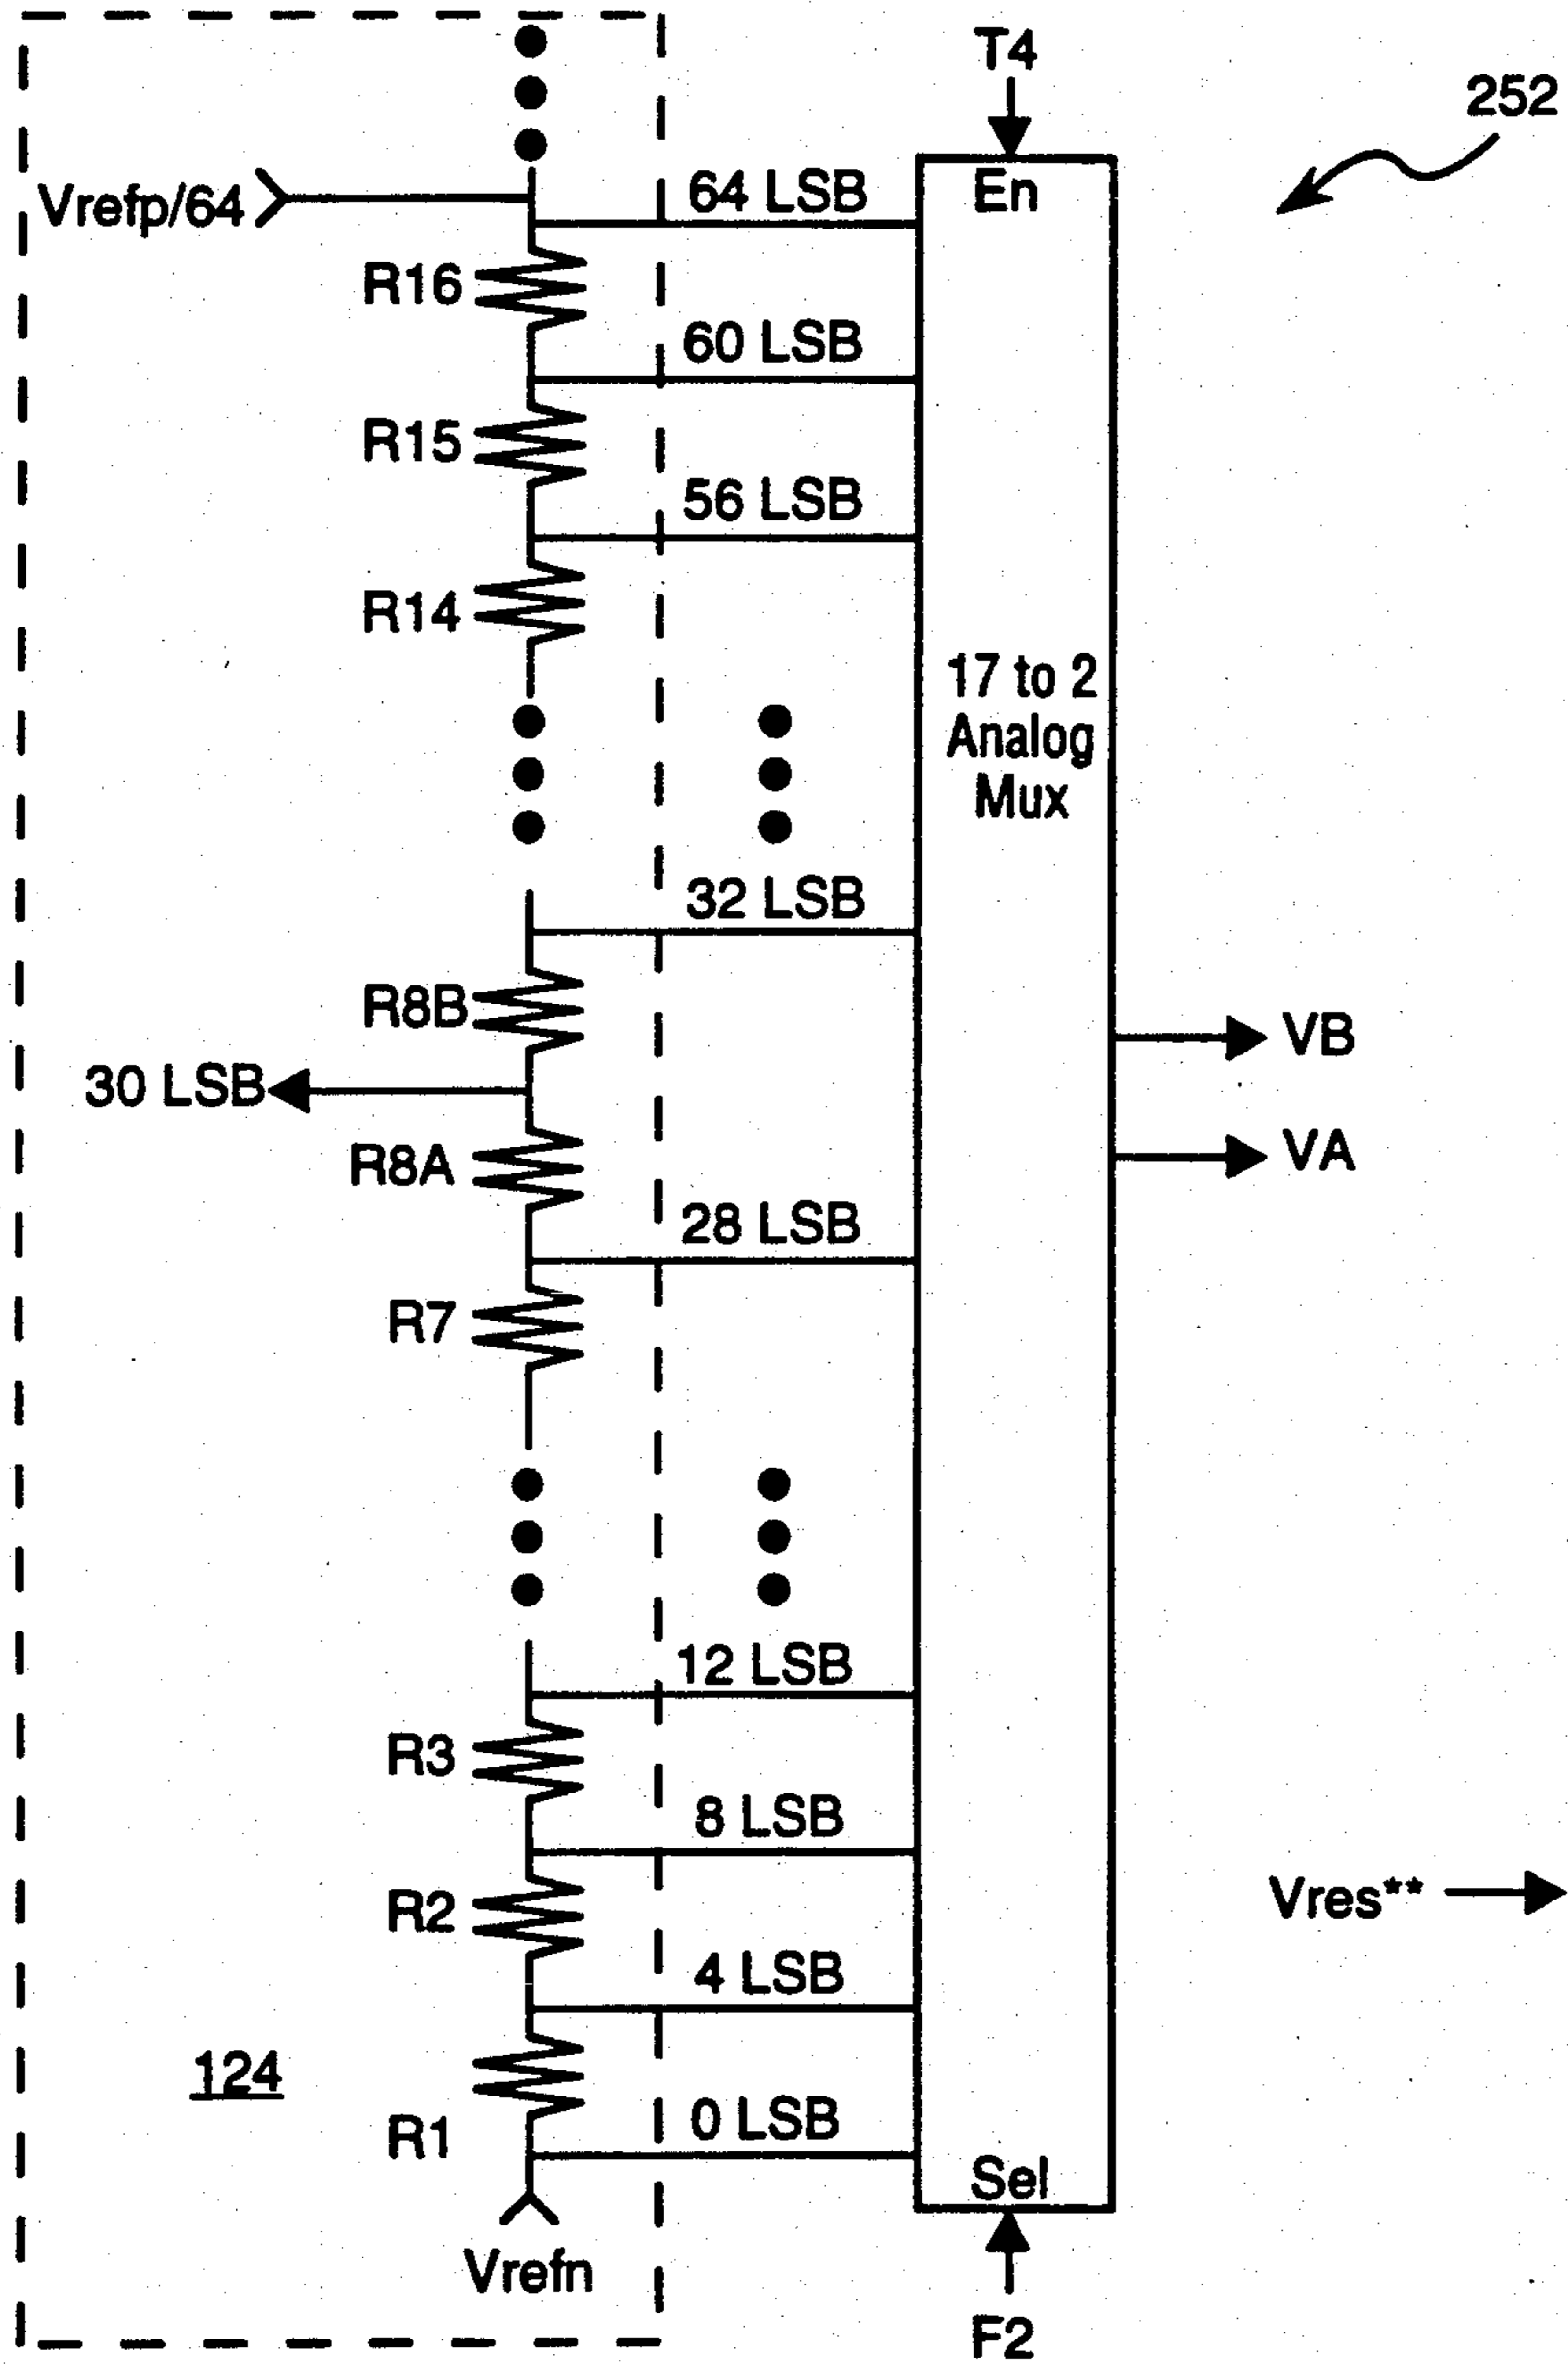 T4
252
En
Vrefp/64
64 LSB
R16
60 LSB
R15
56 LSB
R14
17 to 2
Analog
Mux
32 LSB
R8B
VB
30 LSB
R8A
VA
28 LSB
R7
12 LSB
R3
8 LSB
R2
Vres**
4 LSB
124
R1
0 LSB
Sel
Vrefn
F2